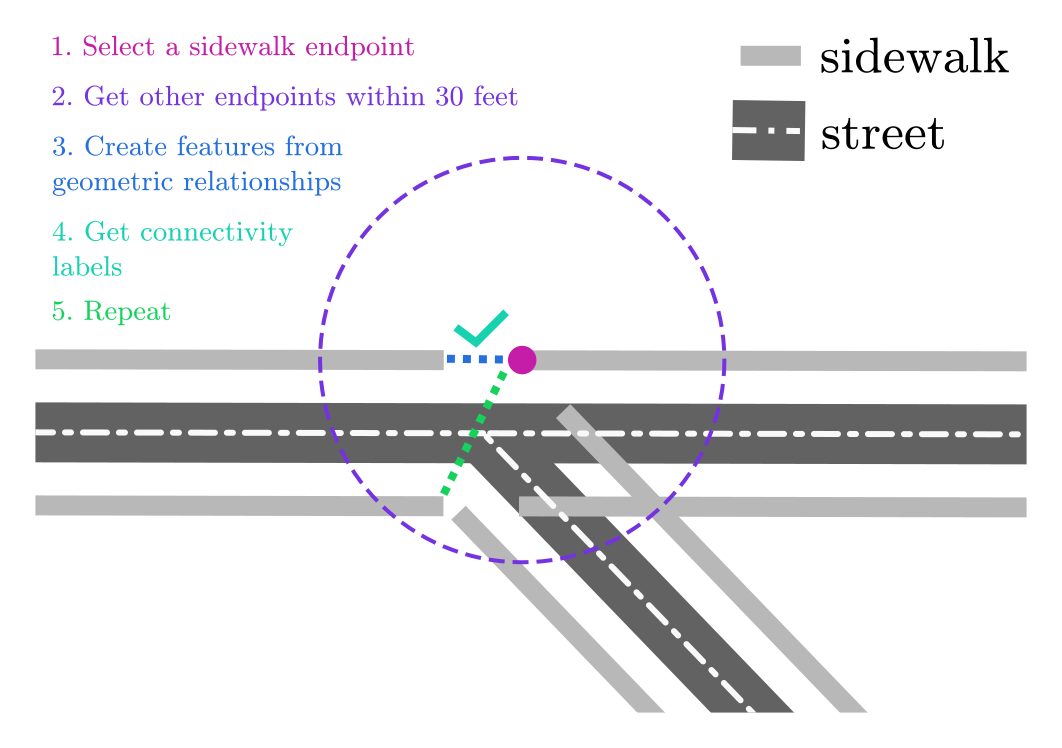 1. Select a sidewalk endpoint
2. Get other endpoints within 30 feet
3. Create features from
geometric relationships
4. Get connectivity
labels
5. Repeat
sidewalk
street